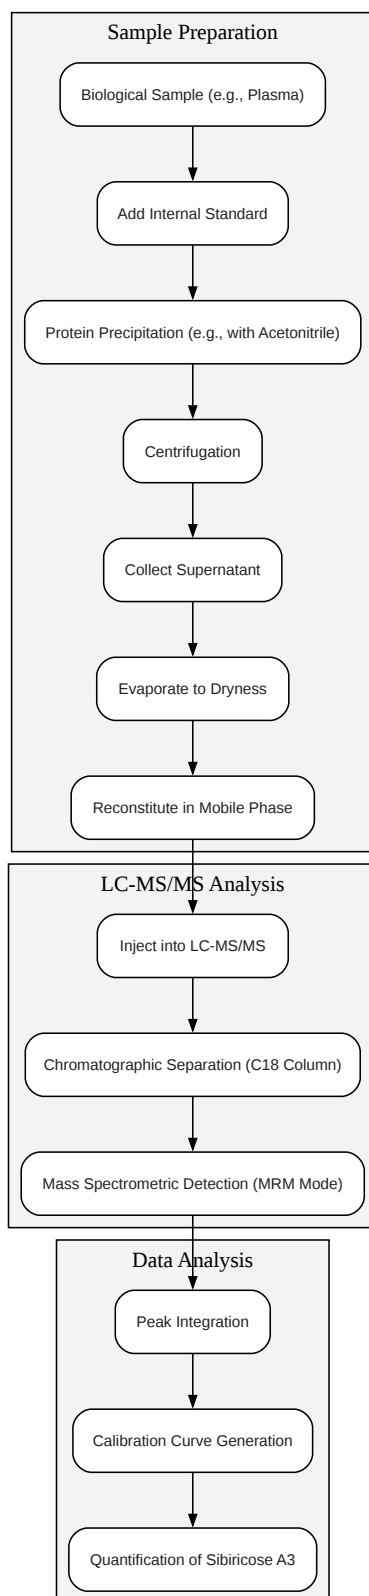 Sample Preparation
Biological Sample (e.g., Plasma)
Add Internal Standard
Protein Precipitation (e.g., with Acetonitrile)
Centrifugation
Collect Supernatant
Evaporate to Dryness
Reconstitute in Mobile Phase
LC-MS/MS Analysis
Inject into LC-MS/MS
Chromatographic Separation (C18 Column)
Mass Spectrometric Detection (MRM Mode)
Data Analysis
Peak Integration
Calibration Curve Generation
Quantification of Sibiricose A3